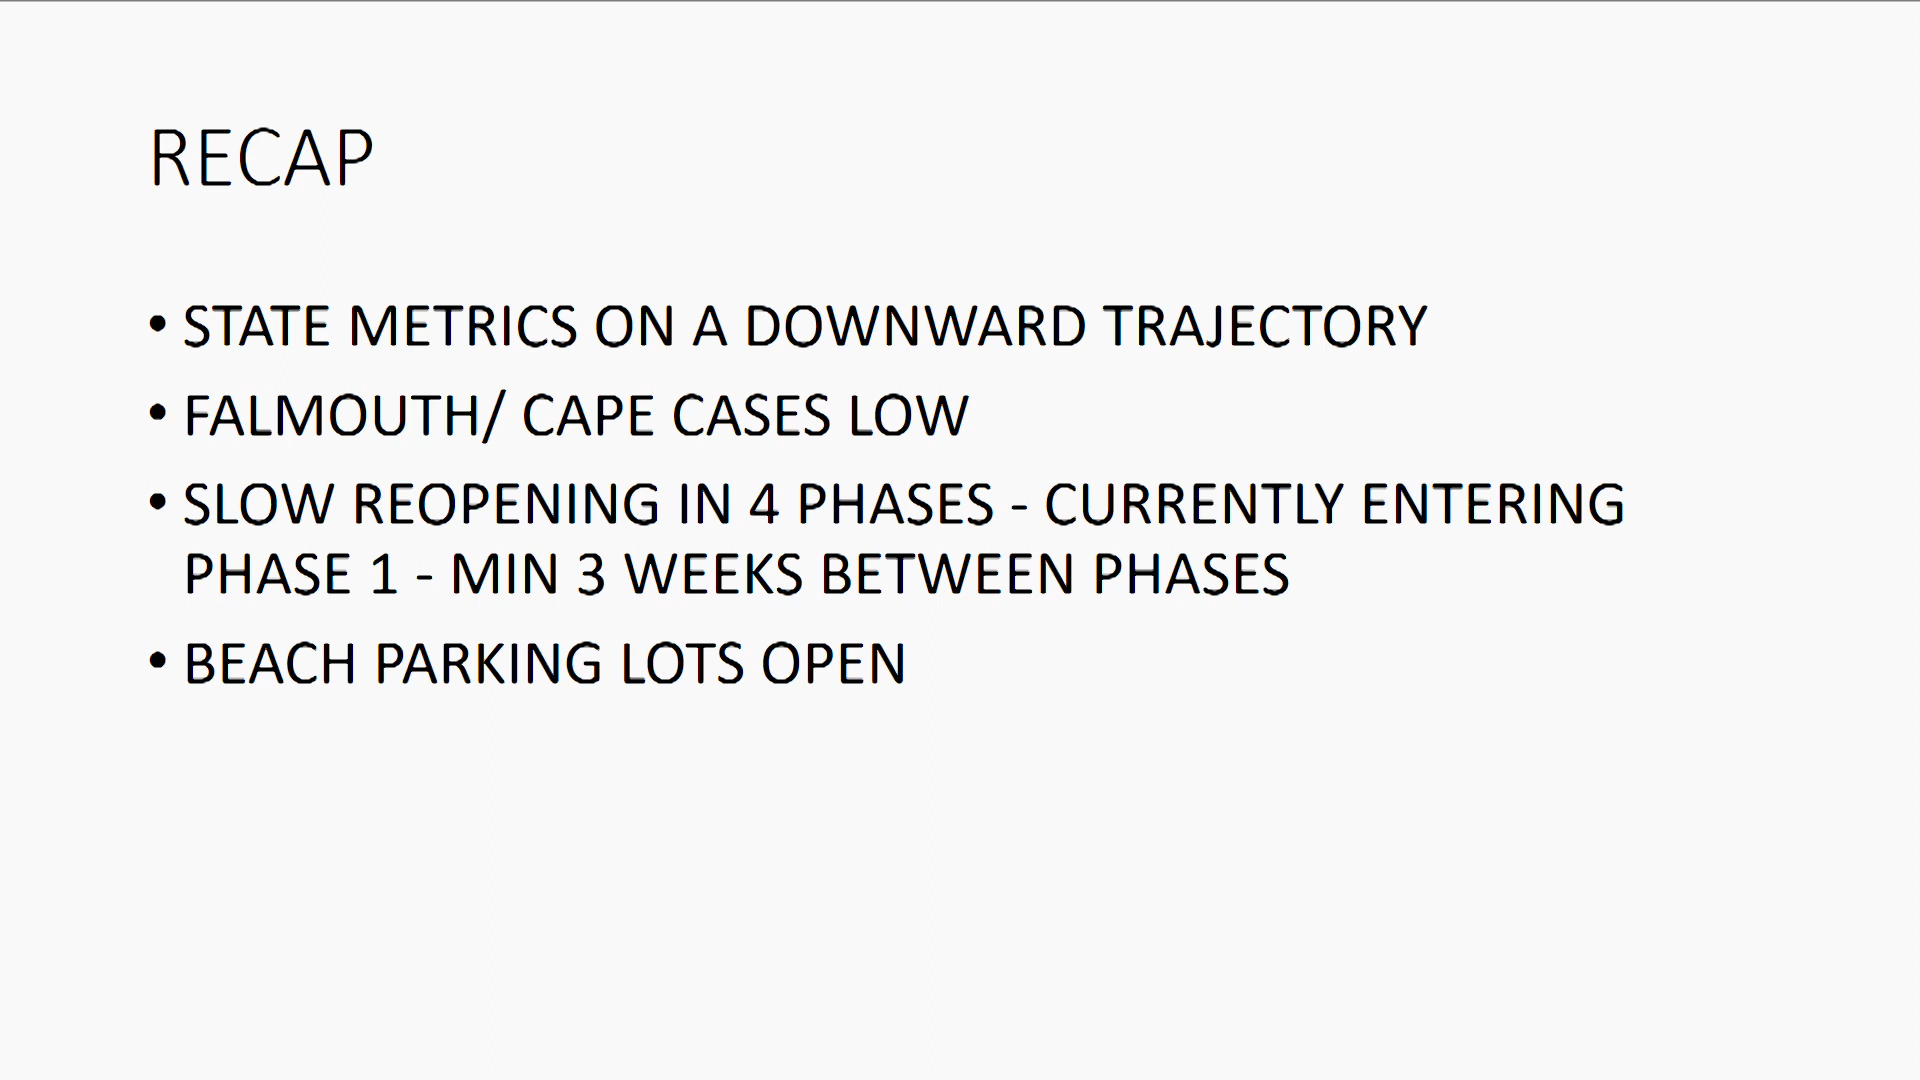 RECAP
• STATE METRICS ON A DOWNWARD TRAJECTORY
• FALMOUTH/ CAPE CASES LOW
• SLOW REOPENING IN 4 PHASES - CURRENTLY ENTERING
PHASE 1 - MIN 3 WEEKS BETWEEN PHASES
• BEACH PARKING LOTS OPEN